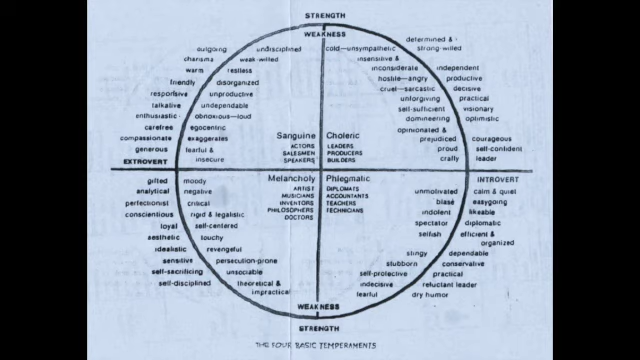 STRENGTH
WEAKNESS
outgoing undisciplined cold—unsympathetic determined &
strong-willed
charisma weak-willed insensitive &
inconsiderate independent
warm restless hostile—angry productive
friendly disorganized cruel—sarcastic decisive
responsive unproductive unforgiving practical
talkative undependable self-sufficient visionary
enthusiastic obnoxious—loud domineering optimistic
carefree egocentric opinionated &
prejudiced courageous
compassionate exaggerates proud self-confident
generous fearful &
insecure crafty leader
Sanguine Choleric
ACTORS LEADERS
SALESMEN PRODUCERS
SPEAKERS BUILDERS
EXTROVERT
Melancholy Phlegmatic INTROVERT
ARTIST DIPLOMATS
MUSICIANS ACCOUNTANTS
INVENTORS TEACHERS
PHILOSOPHERS TECHNICIANS
DOCTORS
gifted moody unmotivated calm & quiet
analytical negative blasé easygoing
perfectionist critical indolent likeable
conscientious rigid & legalistic spectator diplomatic
loyal self-centered selfish efficient &
organized
aesthetic touchy stingy dependable
idealistic revengeful stubborn conservative
sensitive persecution-prone self-protective practical
self-sacrificing unsociable indecisive reluctant leader
self-disciplined theoretical &
impractical fearful dry humor
WEAKNESS
STRENGTH
THE FOUR BASIC TEMPERAMENTS